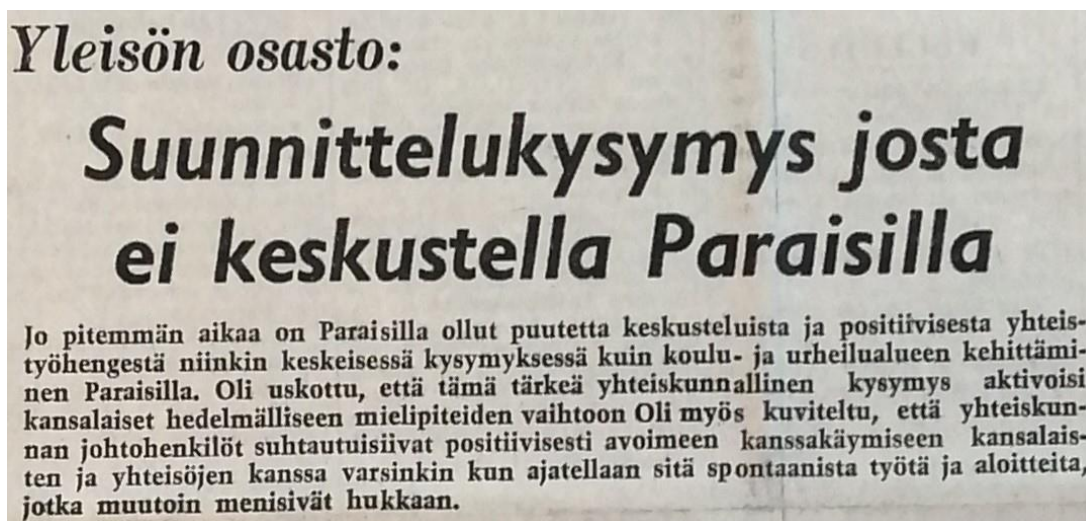 Yleisön osasto:
Suunnittelukysymys josta
ei keskustella Paraisilla
Jo pitemmän aikaa on Paraisilla ollut puutetta keskusteluista ja positiivisesta yhteis-
työhengestä niinkin keskeisessä kysymyksessä kuin koulu- ja urheilualueen kehittämi-
nen Paraisilla. Oli uskottu, että tämä tärkeä yhteiskunnallinen kysymys aktivoisi
kansalaiset hedelmälliseen mielipiteiden vaihtoon Oli myös kuviteltu, että yhteiskun-
nan johtohenkilöt suhtautuisiivat positiivisesti avoimeen kanssakäymiseen kansalais-
ten ja yhteisöjen kanssa varsinkin kun ajatellaan sitä spontaanista työtä ja aloitteita,
jotka muutoin menisivät hukkaan.